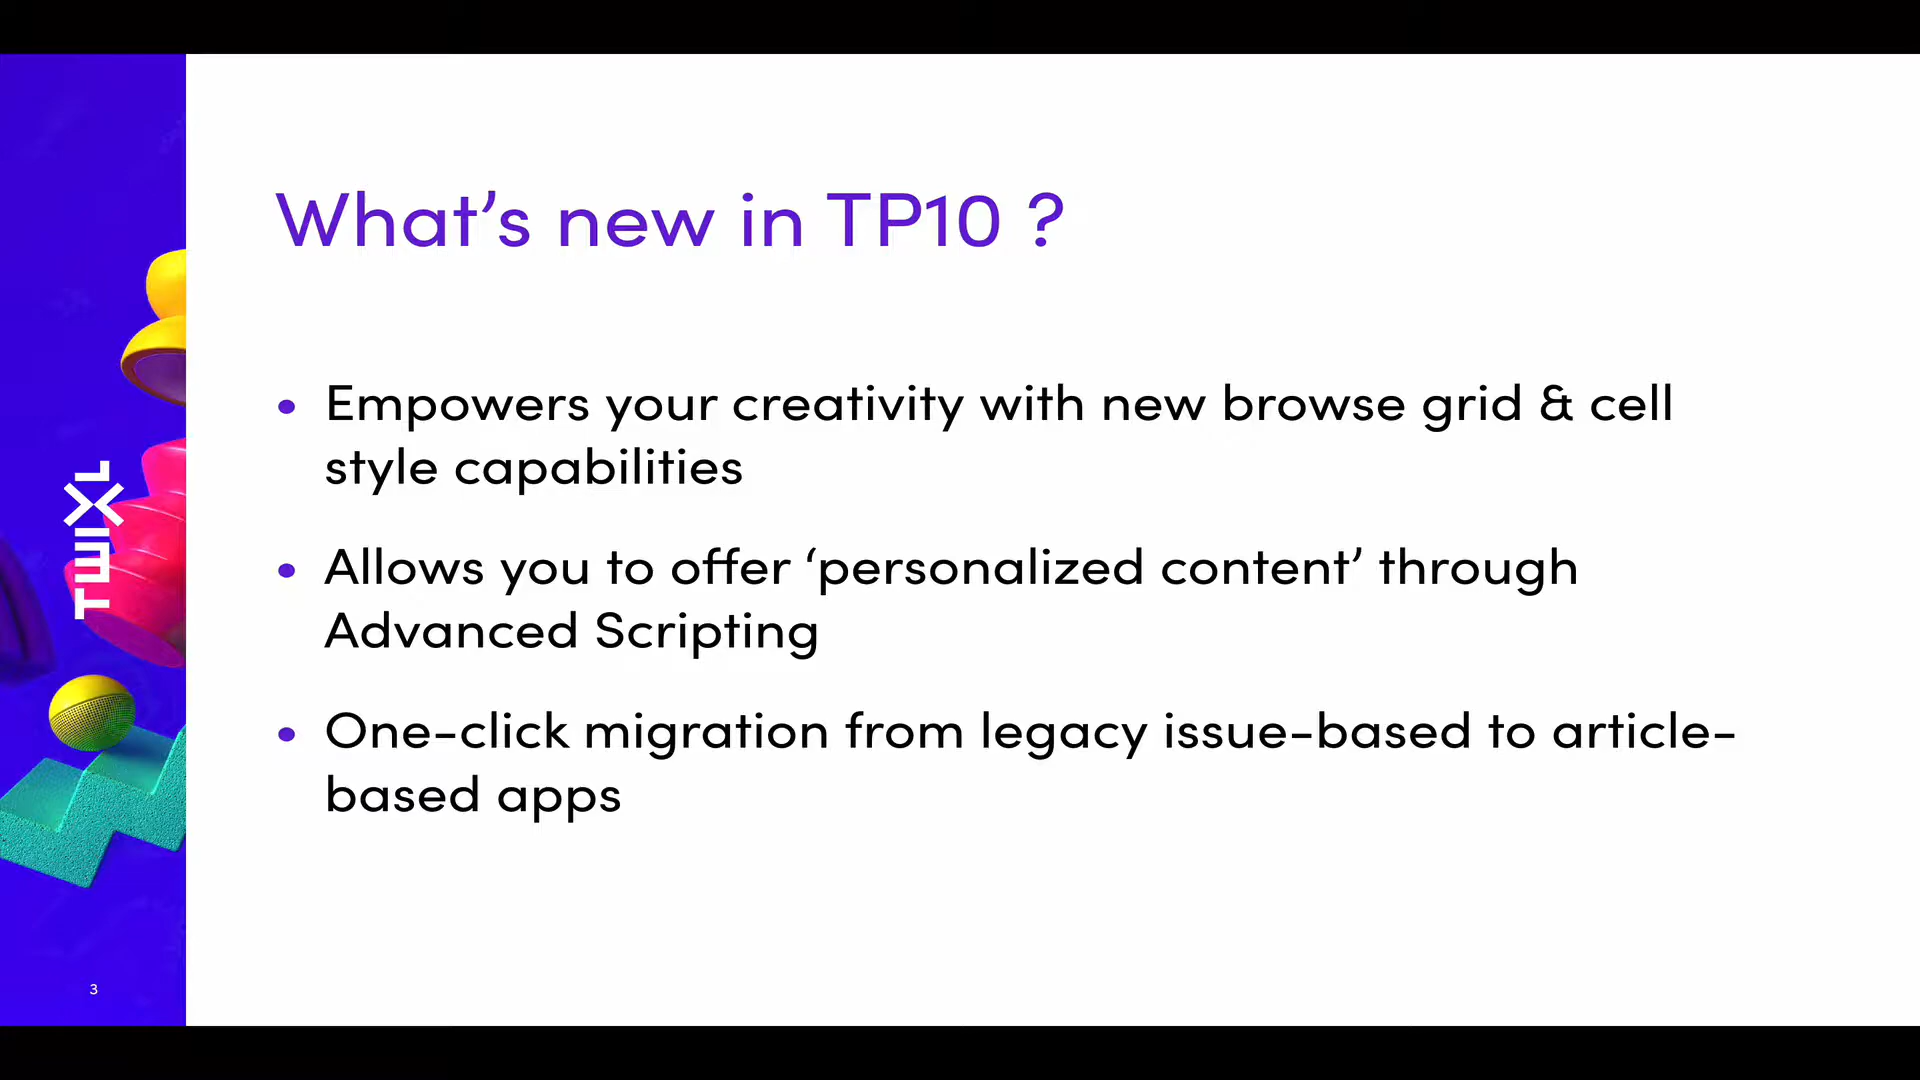 What’s new in TP10 ?
• Empowers your creativity with new browse grid & cell
style capabilities
• Allows you to offer ‘personalized content’ through
Advanced Scripting
• One-click migration from legacy issue-based to article-
based apps
TWIXL
3